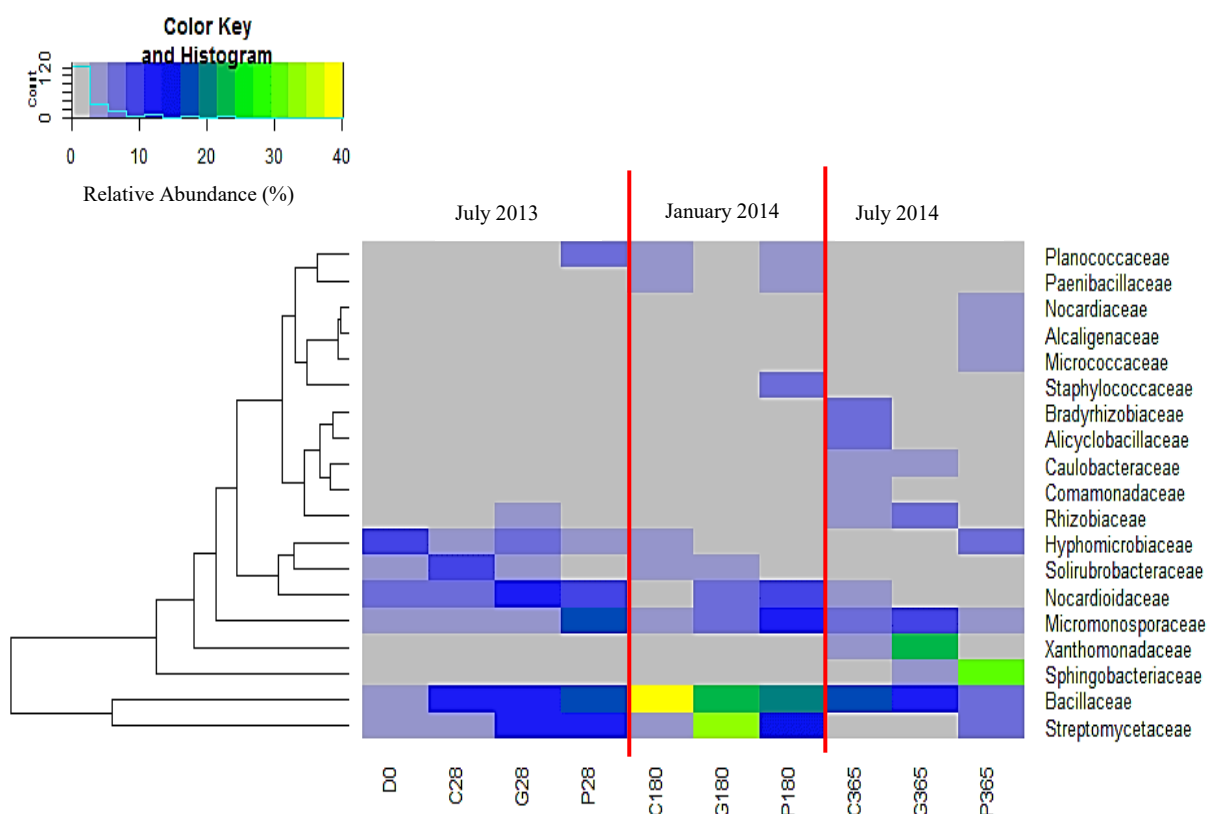 Color Key
and Histogram
Count
0 120
0 10 20 30 40
Relative Abundance (%)
July 2013
January 2014
July 2014
Planococcaceae
Paenibacillaceae
Nocardiaceae
Alcaligenaceae
Micrococcaceae
Staphylococcaceae
Bradyrhizobiaceae
Alicyclobacillaceae
Caulobacteraceae
Comamonadaceae
Rhizobiaceae
Hyphomicrobiaceae
Solirubrobacteraceae
Nocardioidaceae
Micromonosporaceae
Xanthomonadaceae
Sphingobacteriaceae
Bacillaceae
Streptomycetaceae
D0
C28
G28
P28
C180
G180
P180
C365
G365
P365